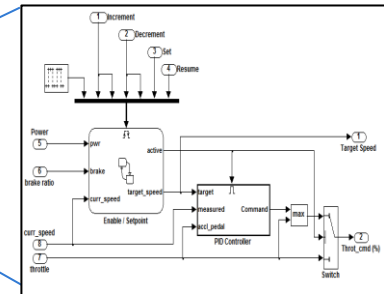 1
Increment
2
Decrement
3
Set
4
Resume
Power
5
pwr
active
1
Target Speed
6
brake ratio
brake
target_speed
target
Command
max
curr_speed
Enable / Setpoint
measured
accl_pedal
PID Controller
2
Throt_cmd (%)
Switch
curr_speed
8
7
throttle